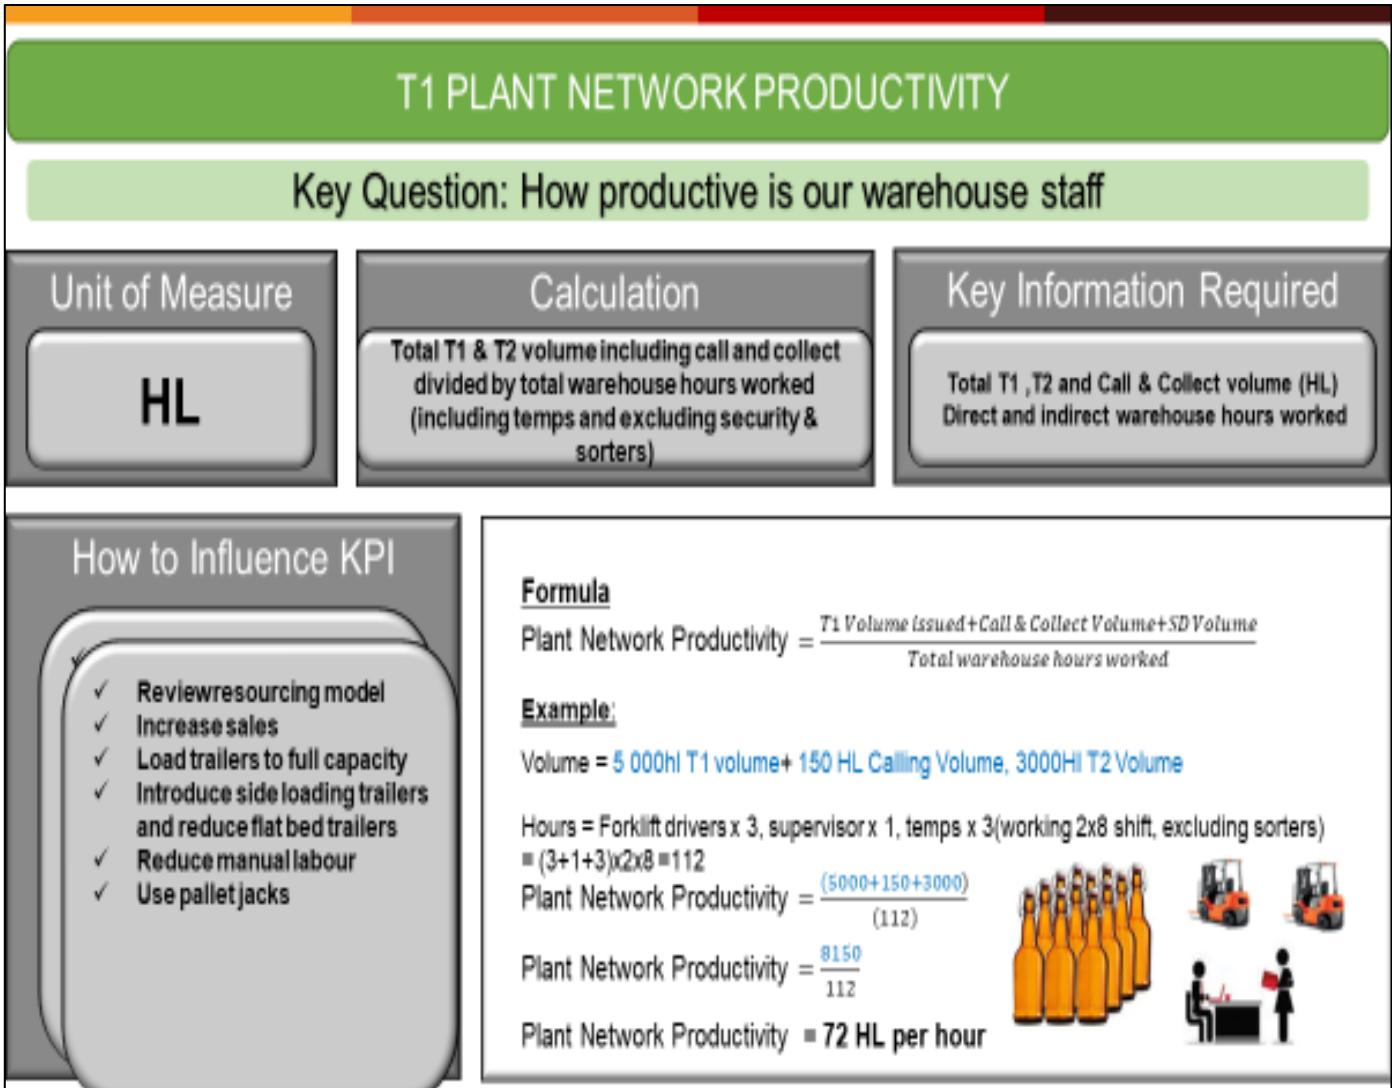 T1 PLANT NETWORK PRODUCTIVITY
Key Question: How productive is our warehouse staff
Unit of Measure
HL
Calculation
Total T1 & T2 volume including call and collect
divided by total warehouse hours worked
(including temps and excluding security &
sorters)
Key Information Required
Total T1 ,T2 and Call & Collect volume (HL)
Direct and indirect warehouse hours worked
How to Influence KPI
✓ Reviewresourcing model
✓ Increase sales
✓ Load trailers to full capacity
✓ Introduce side loading trailers
and reduce flat bed trailers
✓ Reduce manual labour
✓ Use pallet jacks
Formula
Plant Network Productivity = T1 Volume issued+Call & Collect Volume+SD Volume
Total warehouse hours worked
Example:
Volume = 5 000hl T1 volume+ 150 HL Calling Volume, 3000Hl T2 Volume
Hours = Forklift drivers x 3, supervisor x 1, temps x 3(working 2x8 shift, excluding sorters)
= (3+1+3)x2x8 =112
Plant Network Productivity = (5000+150+3000)
(112)
Plant Network Productivity = 8150
112
Plant Network Productivity = 72 HL per hour